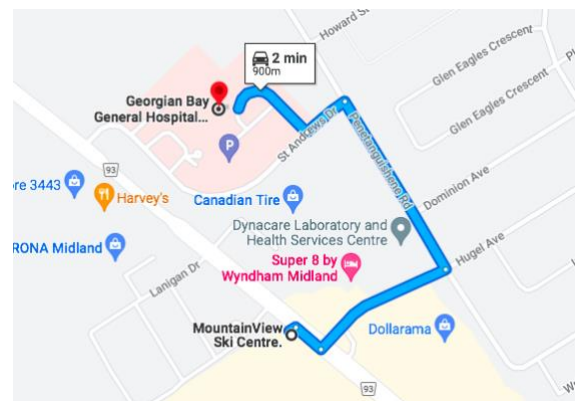 Howard St
Glen Eagles Crescent
Glen Eagles Crescent
2 min
900m
Georgian Bay
General Hospital...
P
St Andrews Dr
Penetanguishene Rd
93
re 3443
Harvey's
Canadian Tire
Dominion Ave
RONA Midland
Dynacare Laboratory and
Health Services Centre
Hugel Ave
Super 8 by
Wyndham Midland
Lanigan Dr
MountainView
Ski Centre.
Dollarama
93